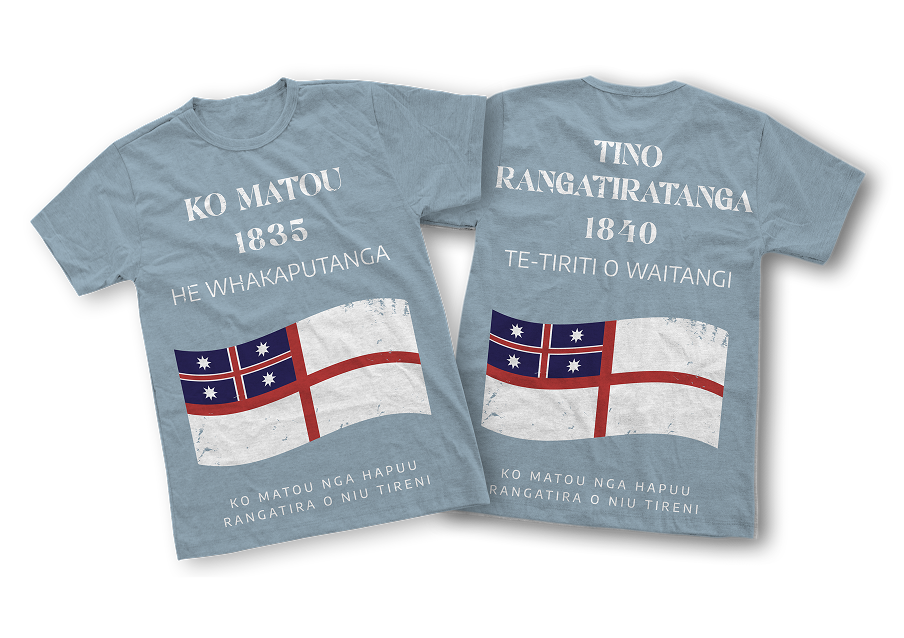 KO MATOU
1835
HE WHAKAPUTANGA
KO MATOU NGA HAPUU
RANGATIRA O NIU TIRENI
TINO
RANGATIRATANGA
1840
TE-TIRITI O WAITANGI
KO MATOU NGA HAPUU
RANGATIRA O NIU TIRENI